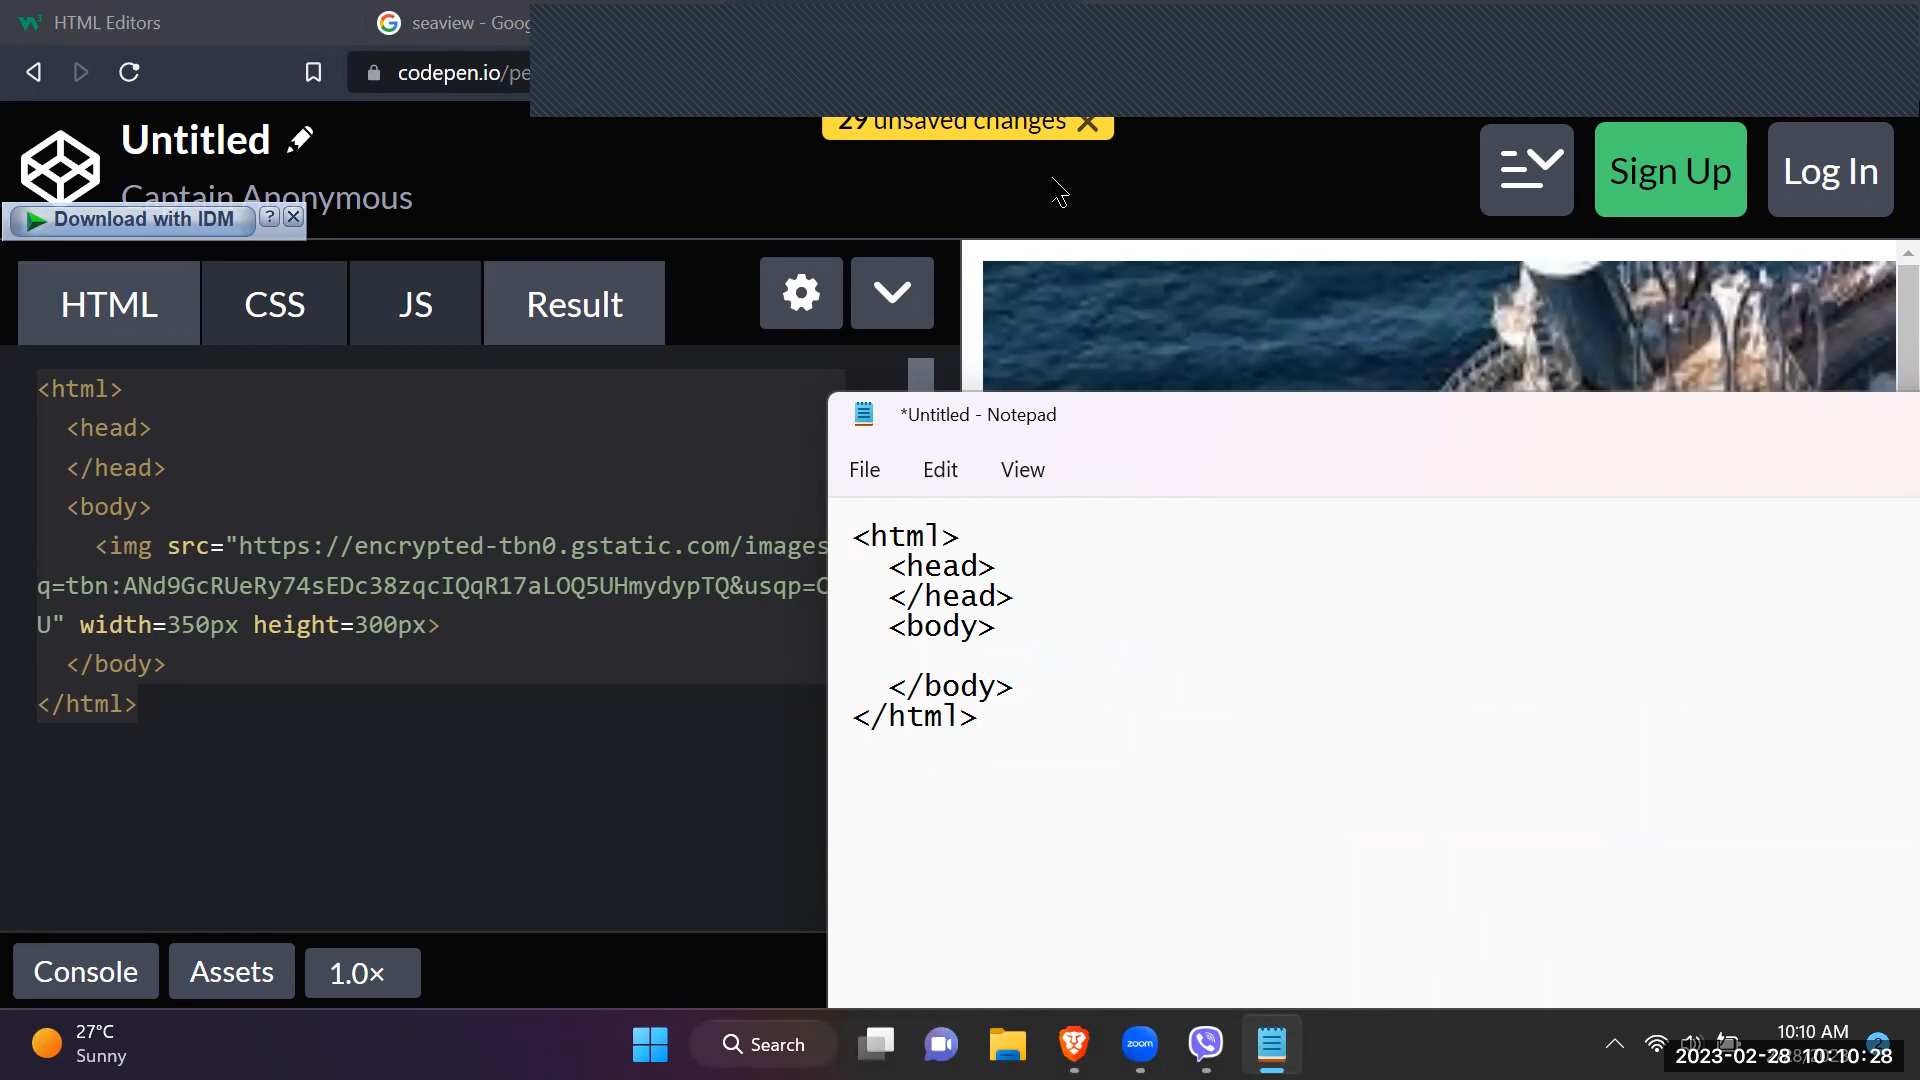 HTML Editors
seaview - Goog
codepen.io/pe
29 unsaved changes
Untitled
Captain Anonymous
Sign Up
Log In
Download with IDM
?
HTML
CSS
JS
Result
<html>
<head>
</head>
<body>
<img src="https://encrypted-tbn0.gstatic.com/images
q=tbn:ANd9GcRUeRy74sEDc38zqcIQqR17aLOQ5UHmydypTQ&usqp=C
U" width=350px height=300px>
</body>
</html>
*Untitled - Notepad
File Edit View
<html>
<head>
</head>
<body>
</body>
</html>
Console
Assets
1.0×
27°C
Sunny
Search
zoom
10:10 AM
2023-02-28 10:10:28